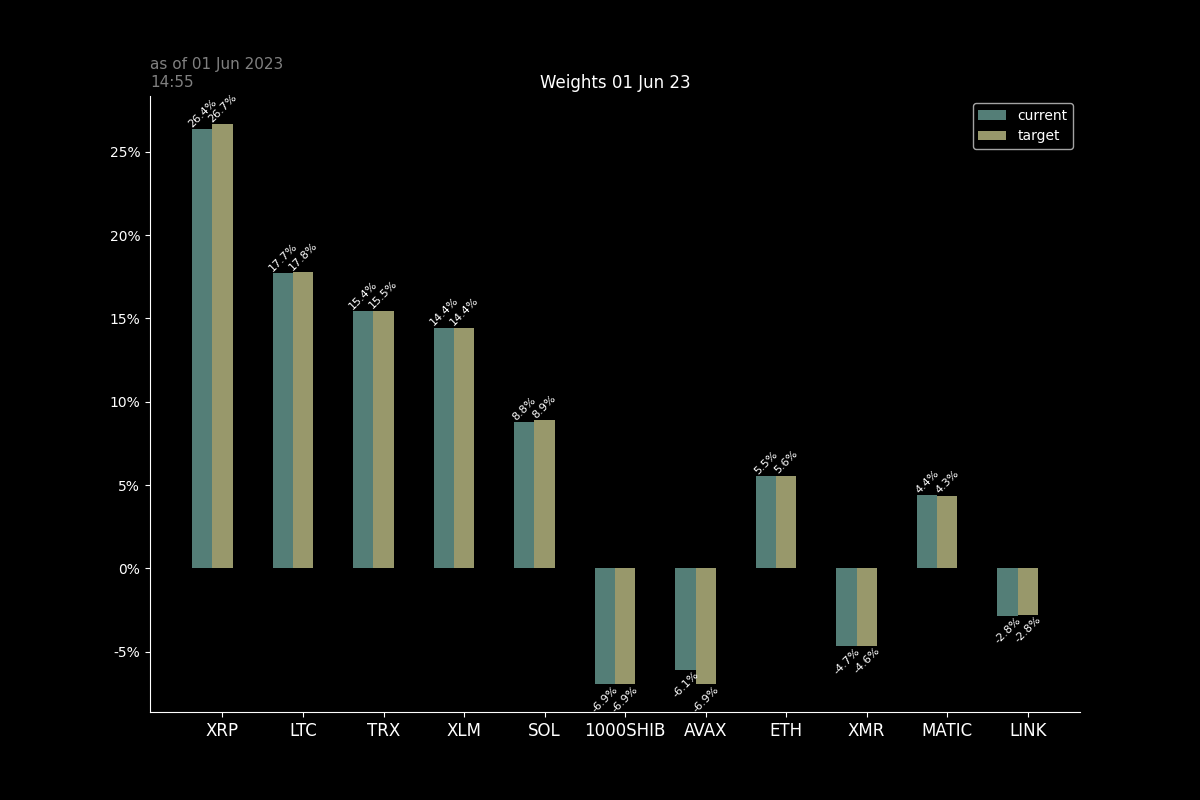 as of 01 Jun 2023
14:55
Weights 01 Jun 23
current
target
25%
20%
15%
10%
5%
0%
-5%
26.4%
26.7%
17.7%
17.8%
15.4%
15.5%
14.4%
14.4%
8.8%
8.9%
-6.9%
-6.9%
-6.1%
-6.9%
5.5%
5.6%
-4.7%
-4.6%
4.4%
4.3%
-2.8%
-2.8%
XRP
LTC
TRX
XLM
SOL
1000SHIB
AVAX
ETH
XMR
MATIC
LINK